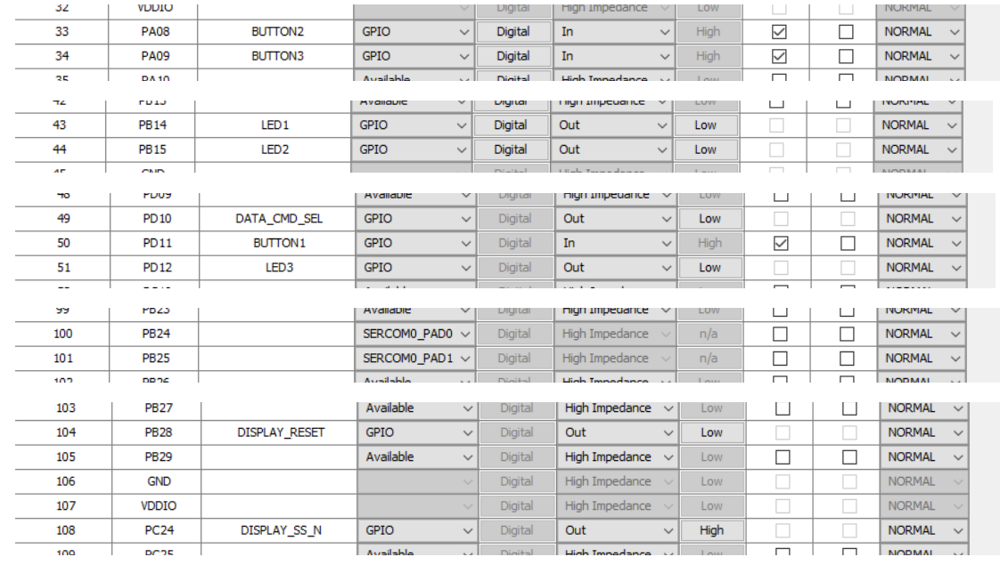 32 VDDIO Digital High Impedance Low NORMAL
33 PA08 BUTTON2 GPIO Digital In High NORMAL
34 PA09 BUTTON3 GPIO Digital In High NORMAL
35 PA10 Available Digital High Impedance Low NORMAL
42 PB13 Available Digital High Impedance Low NORMAL
43 PB14 LED1 GPIO Digital Out Low NORMAL
44 PB15 LED2 GPIO Digital Out Low NORMAL
45 GND Digital High Impedance Low NORMAL
48 PD09 Available Digital High Impedance Low NORMAL
49 PD10 DATA_CMD_SEL GPIO Digital Out Low NORMAL
50 PD11 BUTTON1 GPIO Digital In High NORMAL
51 PD12 LED3 GPIO Digital Out Low NORMAL
99 PB23 Available Digital High Impedance Low NORMAL
100 PB24 SERCOM0_PAD0 Digital High Impedance n/a NORMAL
101 PB25 SERCOM0_PAD1 Digital High Impedance n/a NORMAL
102 PB26 Available Digital High Impedance Low NORMAL
103 PB27 Available Digital High Impedance Low NORMAL
104 PB28 DISPLAY_RESET GPIO Digital Out Low NORMAL
105 PB29 Available Digital High Impedance Low NORMAL
106 GND Digital High Impedance Low NORMAL
107 VDDIO Digital High Impedance Low NORMAL
108 PC24 DISPLAY_SS_N GPIO Digital Out High NORMAL
109 PC25 Available Digital High Impedance Low NORMAL